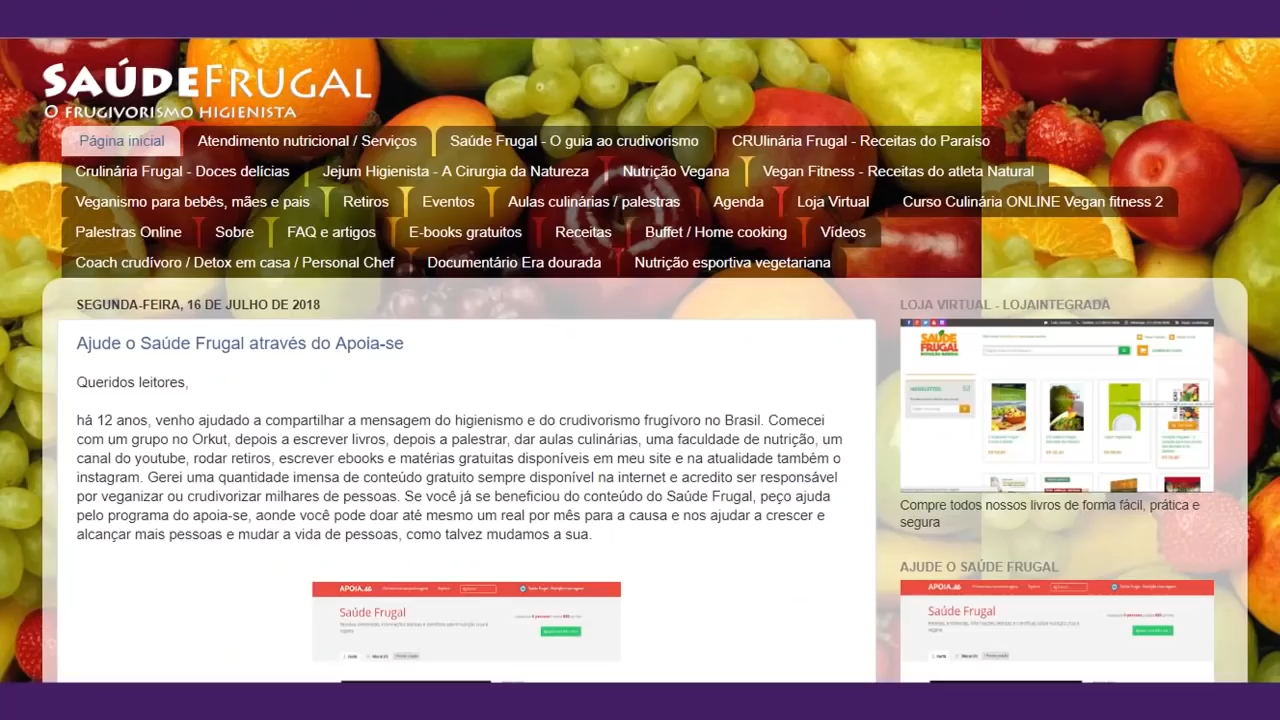 SAÚDEFRUGAL
O FRUGIVORISMO HIGIENISTA
Página inicial Atendimento nutricional / Serviços Saúde Frugal - O guia ao crudivorismo CRUlinária Frugal - Receitas do Paraíso
Crulinária Frugal - Doces delícias Jejum Higienista - A Cirurgia da Natureza Nutrição Vegana Vegan Fitness - Receitas do atleta Natural
Veganismo para bebês, mães e pais Retiros Eventos Aulas culinárias / palestras Agenda Loja Virtual Curso Culinária ONLINE Vegan fitness 2
Palestras Online Sobre FAQ e artigos E-books gratuitos Receitas Buffet / Home cooking Vídeos
Coach crudívoro / Detox em casa / Personal Chef Documentário Era dourada Nutrição esportiva vegetariana
SEGUNDA-FEIRA, 16 DE JULHO DE 2018
Ajude o Saúde Frugal através do Apoia-se
Queridos leitores,
há 12 anos, venho ajudado a compartilhar a mensagem do higienismo e do crudivorismo frugívoro no Brasil. Comecei
com um grupo no Orkut, depois a escrever livros, depois a palestrar, dar aulas culinárias, uma faculdade de nutrição, um
canal do youtube, rodar retiros, escrever ebooks e matérias gratuitas disponíveis em meu site e na atualidade também o
instagram. Gerei uma quantidade imensa de conteúdo gratuito sempre disponível na internet e acredito ser responsável
por veganizar ou crudivorizar milhares de pessoas. Se você já se beneficiou do conteúdo do Saúde Frugal, peço ajuda
pelo programa do apoia-se, aonde você pode doar até mesmo um real por mês para a causa e nos ajudar a crescer e
alcançar mais pessoas e mudar a vida de pessoas, como talvez mudamos a sua.
APOIA.se
Saúde Frugal
LOJA VIRTUAL - LOJAINTEGRADA
SAÚDE
FRUGAL
Compre todos nossos livros de forma fácil, prática e
segura
AJUDE O SAÚDE FRUGAL
APOIA.se
Saúde Frugal